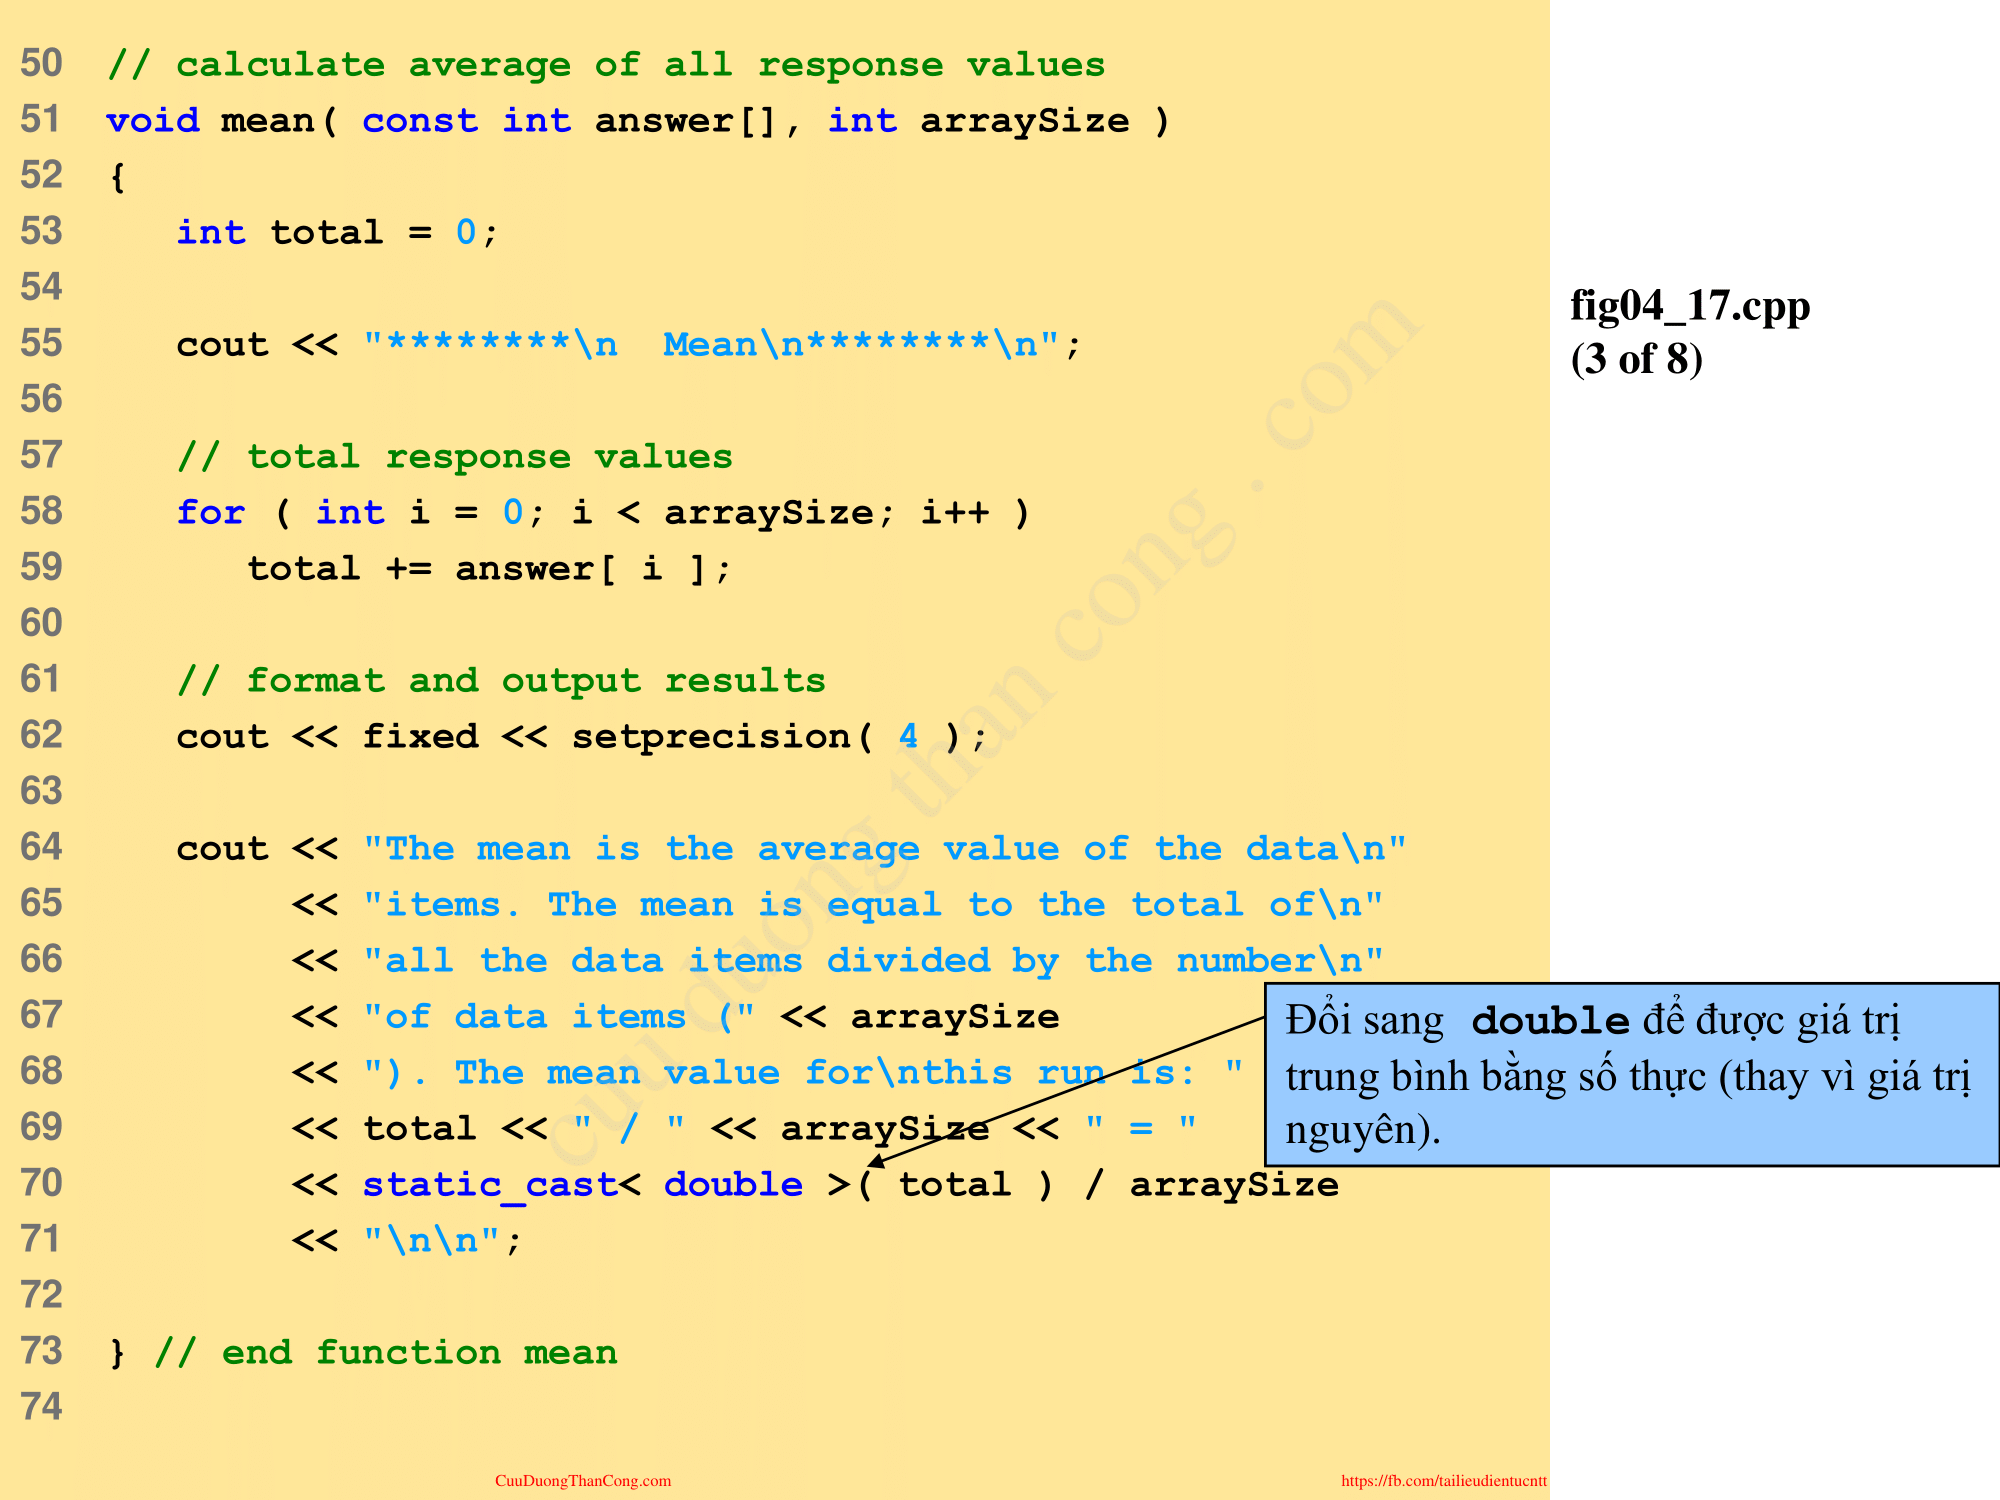 50 // calculate average of all response values
51 void mean( const int answer[], int arraySize )
52 {
53 int total = 0;
54
55 cout << "********\n  Mean\n********\n";
56
57 // total response values
58 for ( int i = 0; i < arraySize; i++ )
59 total += answer[ i ];
60
61 // format and output results
62 cout << fixed << setprecision( 4 );
63
64 cout << "The mean is the average value of the data\n"
65 << "items. The mean is equal to the total of\n"
66 << "all the data items divided by the number\n"
67 << "of data items (" << arraySize
68 << "). The mean value for\nthis run is: "
69 << total << " / " << arraySize << " = "
70 << static_cast< double >( total ) / arraySize
71 << "\n\n";
72
73 } // end function mean
74
fig04_17.cpp
(3 of 8)
Đổi sang double để được giá trị
trung bình bằng số thực (thay vì giá trị
nguyên).
cuu duong than cong . com
CuuDuongThanCong.com
https://fb.com/tailieudientucntt